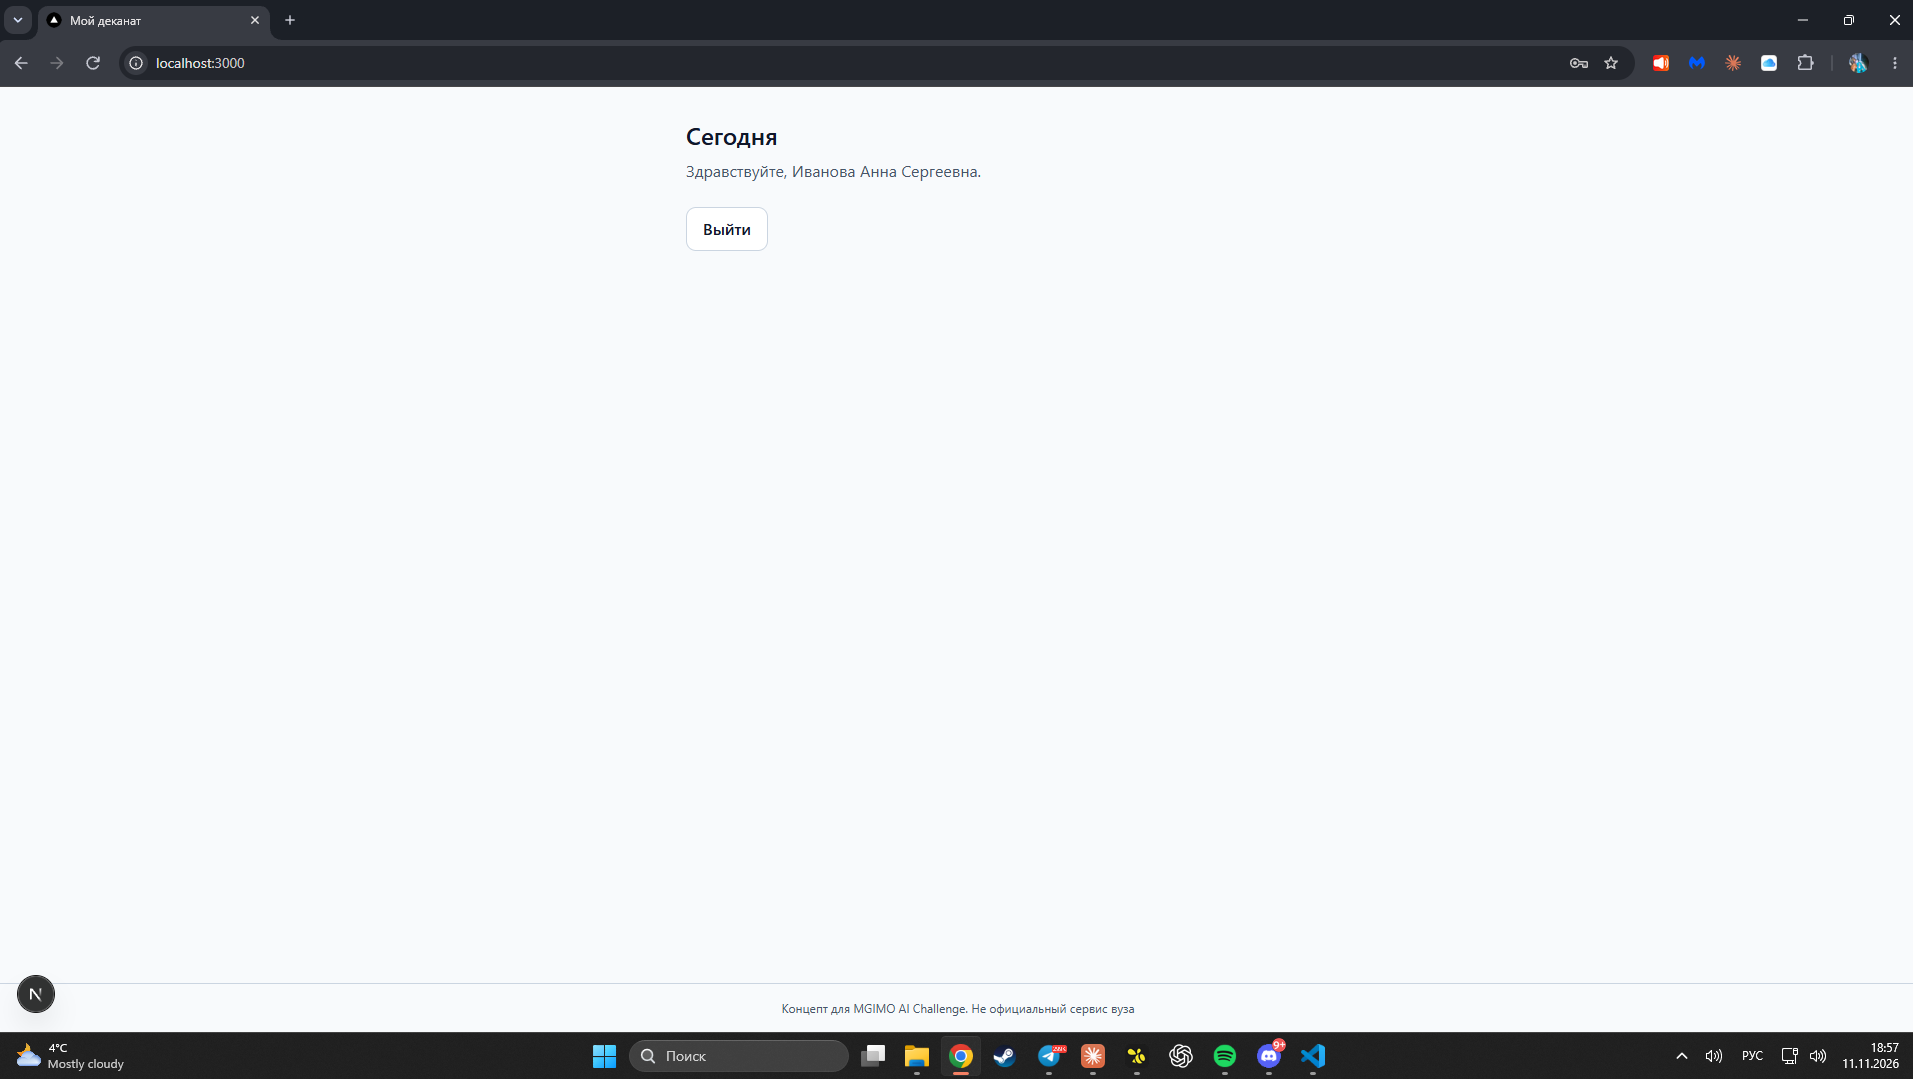 Мой деканат
localhost:3000
Сегодня
Здравствуйте, Иванова Анна Сергеевна.
Выйти
N
Концепт для MGIMO AI Challenge. Не официальный сервис вуза
4°C
Mostly cloudy
Поиск
9+
РУС
18:57
11.11.2026